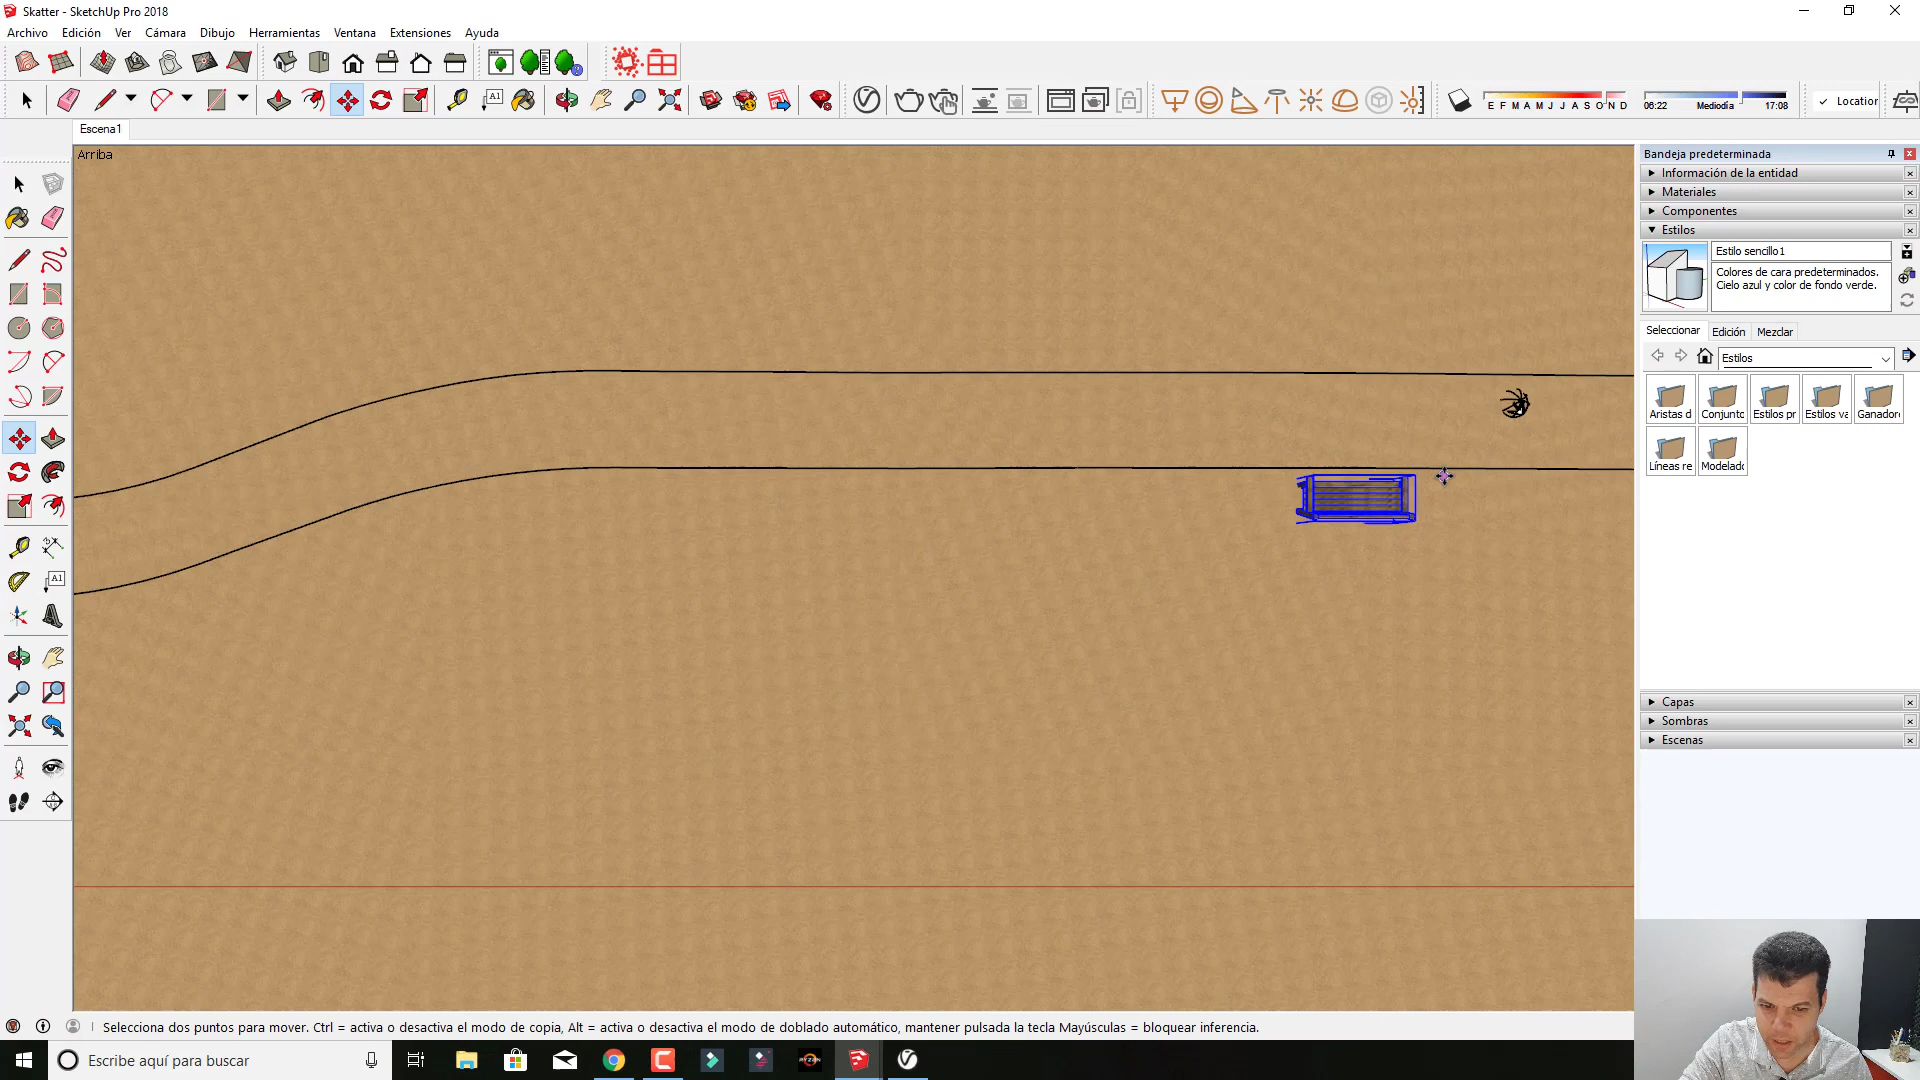 Skatter - SketchUp Pro 2018
Archivo Edición Ver Cámara Dibujo Herramientas Ventana Extensiones Ayuda
A1
E F M A M J J A S O N D
06:22 Mediodía 17:08
Locatior
Escena1
Arriba
Bandeja predeterminada
Información de la entidad
Materiales
Componentes
Estilos
Estilo sencillo1
Colores de cara predeterminados.
Cielo azul y color de fondo verde.
Seleccionar Edición Mezclar
Estilos
Aristas d Conjunto Estilos pr Estilos va Ganador
Líneas re Modelado
A1
Capas
Sombras
Escenas
Selecciona dos puntos para mover. Ctrl = activa o desactiva el modo de copia, Alt = activa o desactiva el modo de doblado automático, mantener pulsada la tecla Mayúsculas = bloquear inferencia.
Escribe aquí para buscar
RYZEN